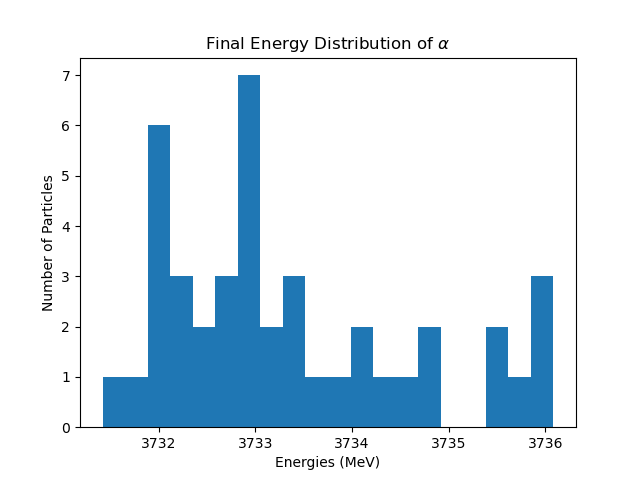 Final Energy Distribution of α
7
6
5
4
3
2
1
0
Number of Particles
3732 3733 3734 3735 3736
Energies (MeV)